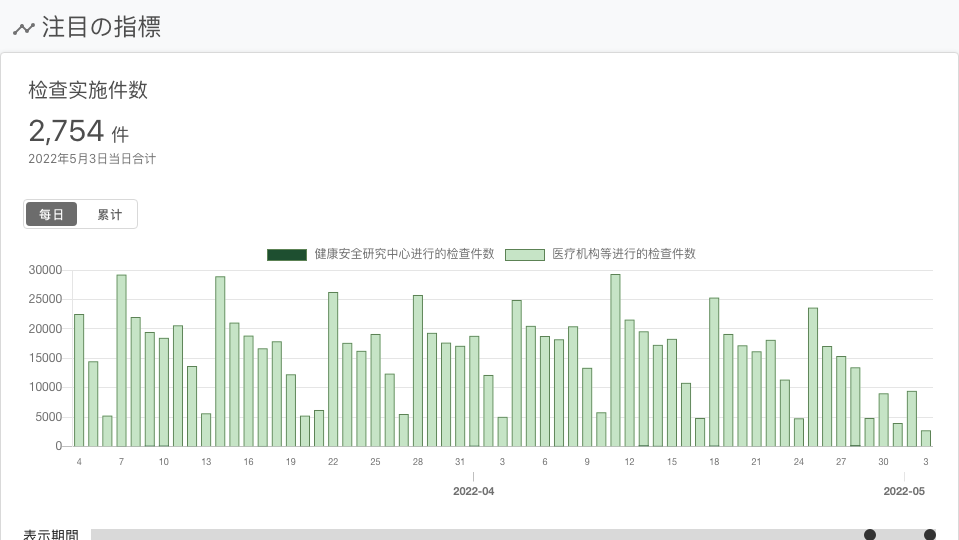 注目の指標
检查实施件数
2,754 件
2022年5月3日当日合计
每日 累计
健康安全研究中心进行的检查件数 医疗机构等进行的检查件数
30000
25000
20000
15000
10000
5000
0
4 7 10 13 16 19 22 25 28 31 3 6 9 12 15 18 21 24 27 30 3
2022-04 2022-05
表示期間